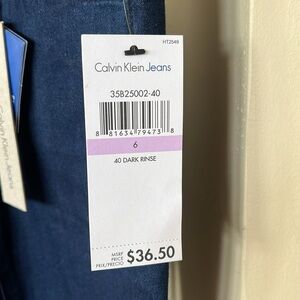 HT2549
Calvin Klein Jeans
35B25002-40
8 81634 79473 8
6
40 DARK RINSE
MSRP
PRICE
PRIX/PRECIO
$36.50
Calvin Klein Jeans